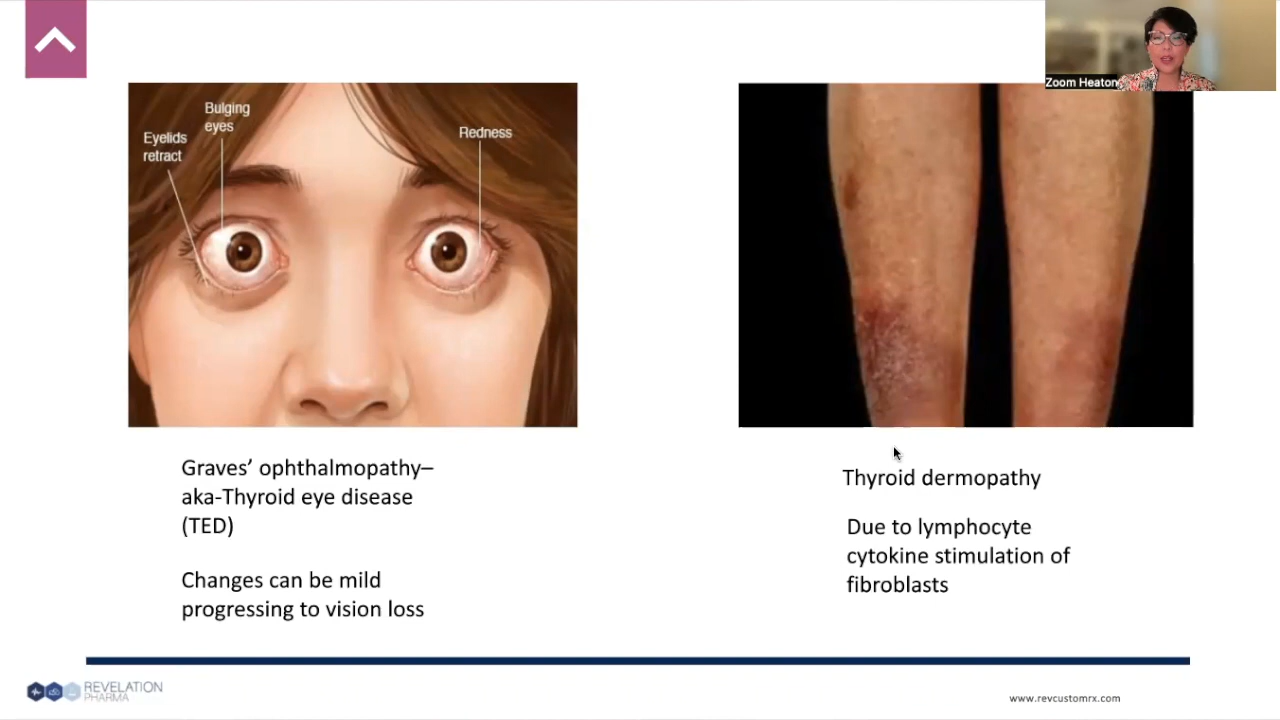 Zoom Heaton
Bulging
eyes
Eyelids
retract
Redness
Graves’ ophthalmopathy–
aka-Thyroid eye disease
(TED)
Changes can be mild
progressing to vision loss
Thyroid dermopathy
Due to lymphocyte
cytokine stimulation of
fibroblasts
REVELATION
PHARMA
www.revcustomrx.com